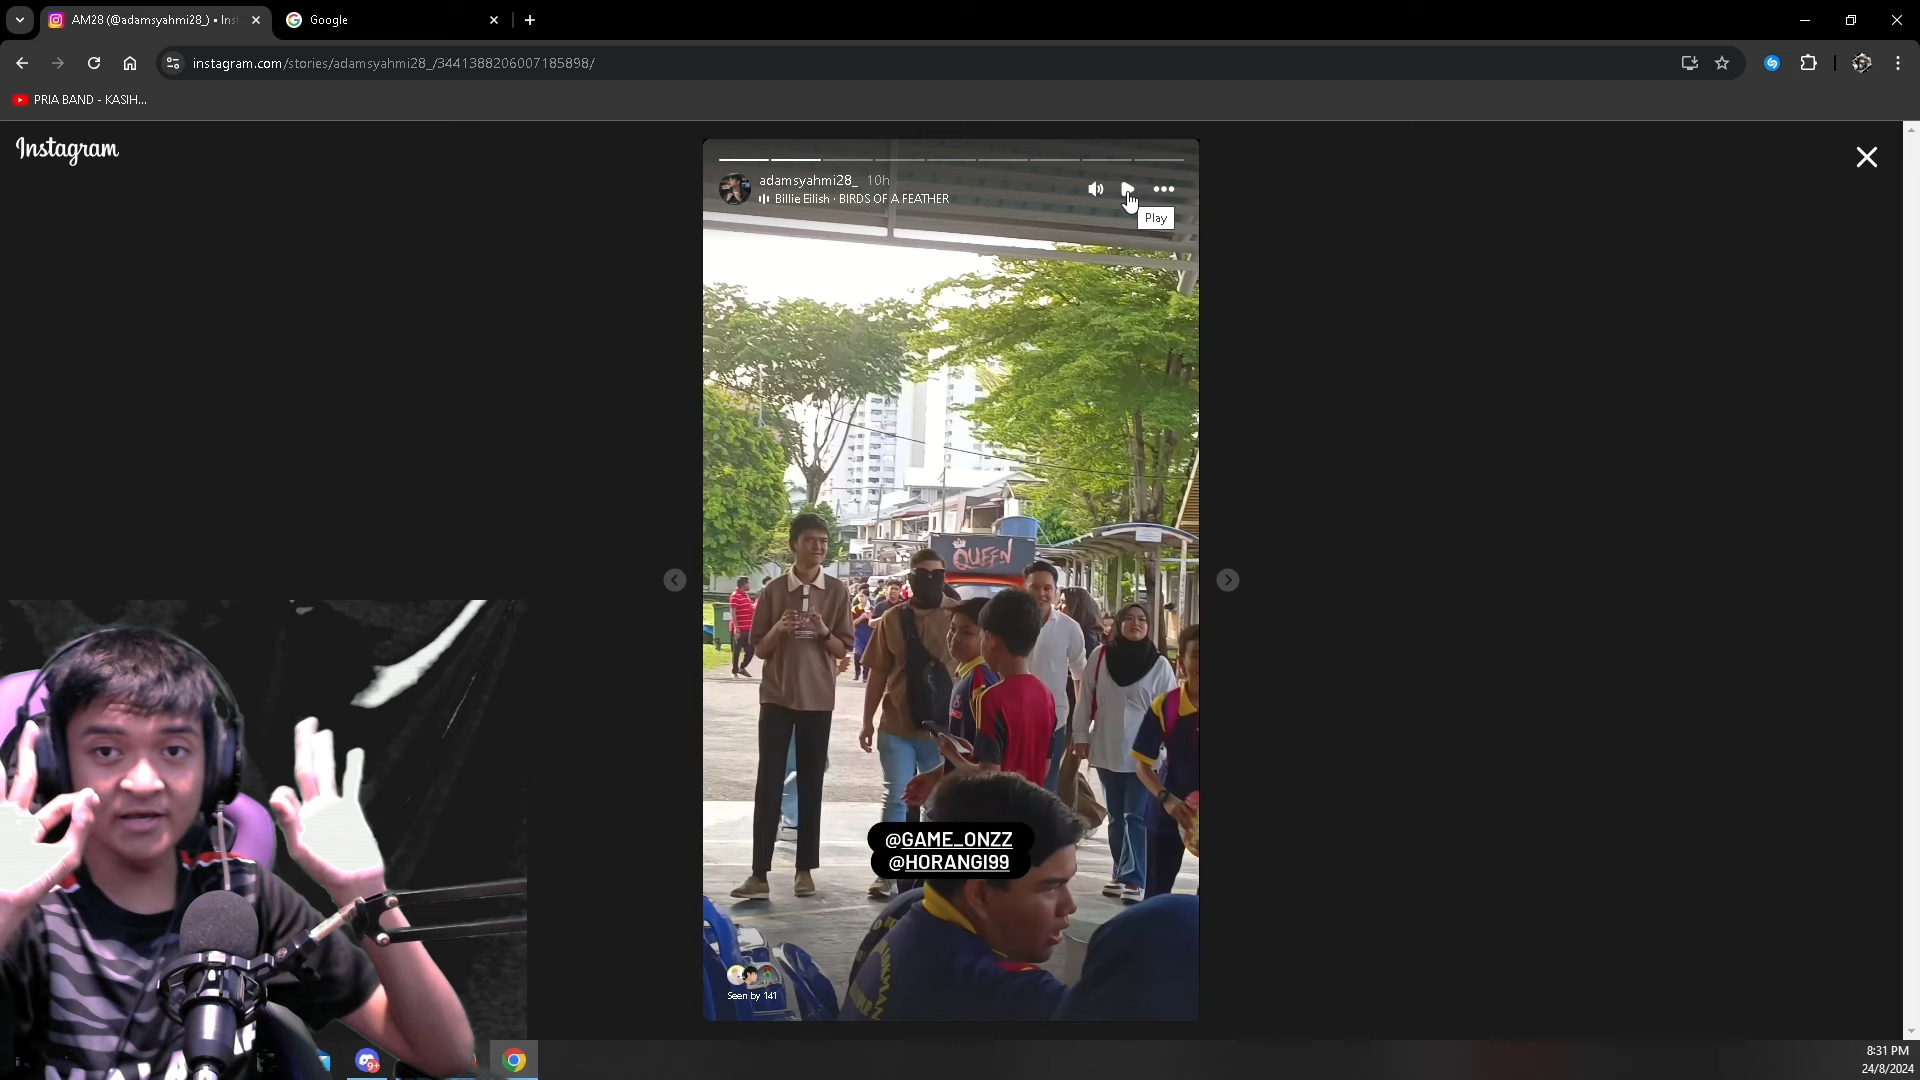 AM28 (@adamsyahmi28_) • Ins
Google
instagram.com/stories/adamsyahmi28_/3441388206007185898/
PRIA BAND - KASIH...
Instagram
adamsyahmi28_ 10h
Billie Eilish · BIRDS OF A FEATHER
Play
QUEEN
@GAME_ONZZ
@HORANGI99
Seen by 141
9+
8:31 PM
24/8/2024